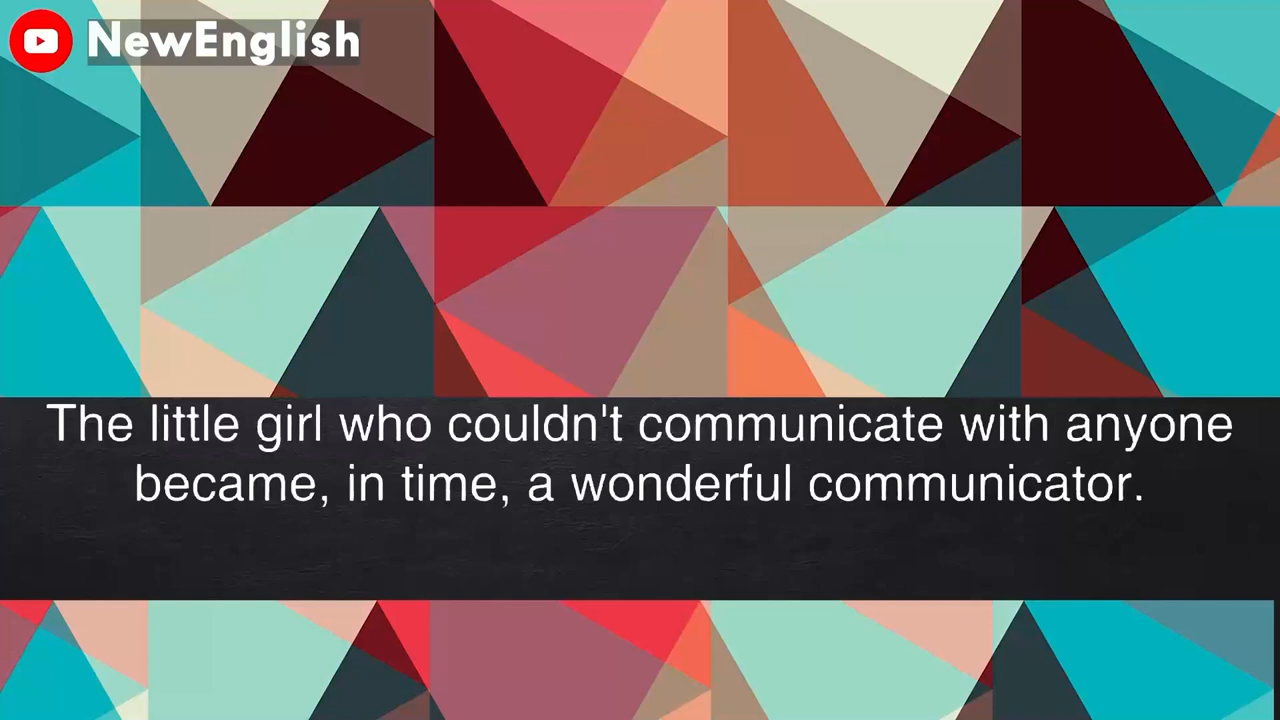 NewEnglish
The little girl who couldn't communicate with anyone
became, in time, a wonderful communicator.